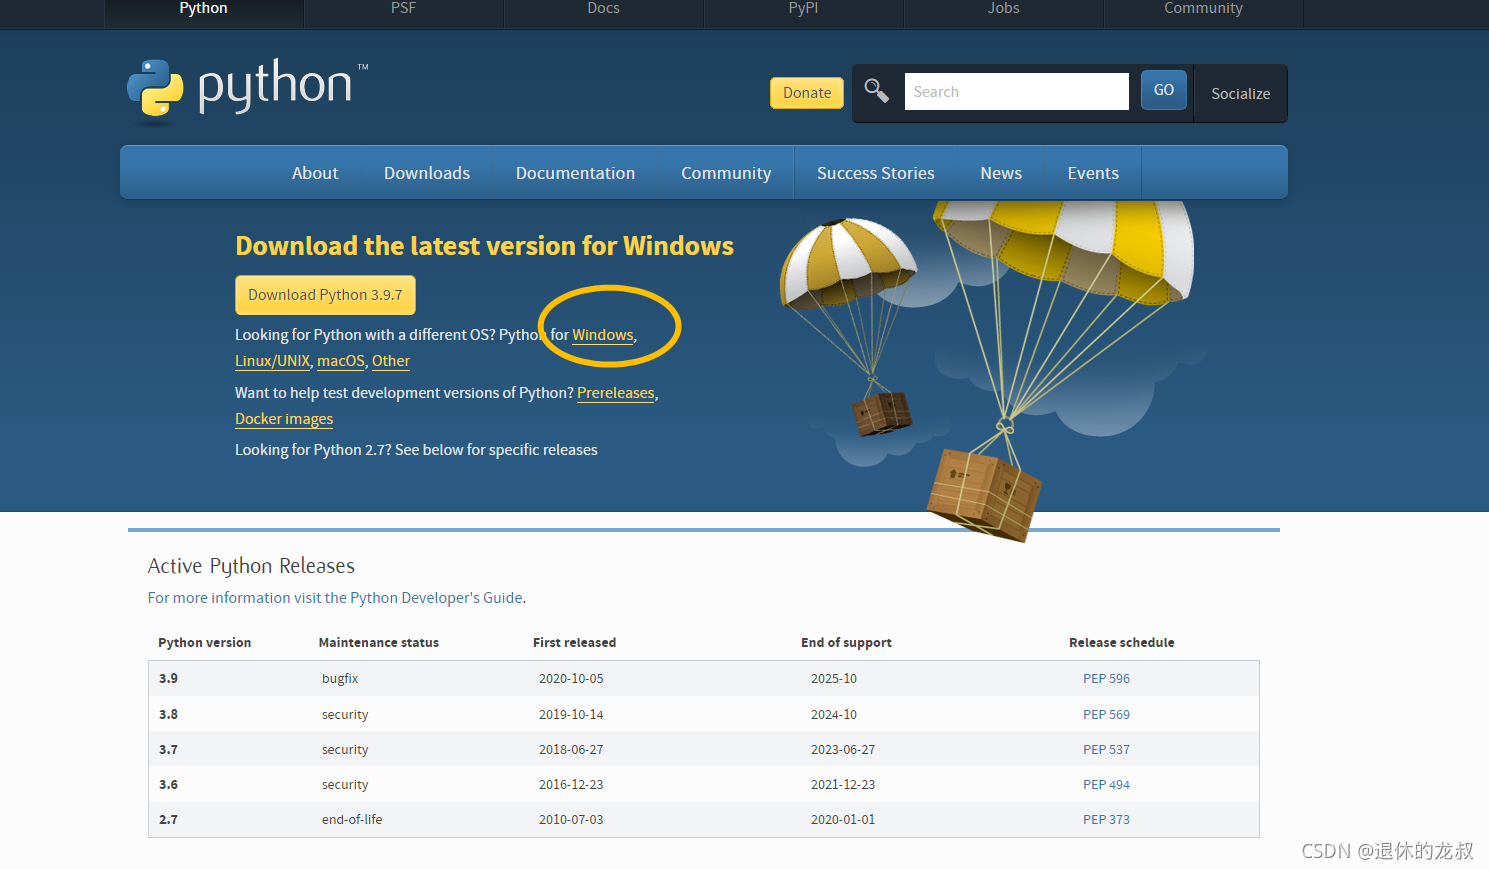 Python PSF Docs PyPI Jobs Community
python™
Donate Search GO Socialize
About Downloads Documentation Community Success Stories News Events
Download the latest version for Windows
Download Python 3.9.7
Looking for Python with a different OS? Python for Windows,
Linux/UNIX, macOS, Other
Want to help test development versions of Python? Prereleases,
Docker images
Looking for Python 2.7? See below for specific releases
Active Python Releases
For more information visit the Python Developer's Guide.
Python version Maintenance status First released End of support Release schedule
3.9 bugfix 2020-10-05 2025-10 PEP 596
3.8 security 2019-10-14 2024-10 PEP 569
3.7 security 2018-06-27 2023-06-27 PEP 537
3.6 security 2016-12-23 2021-12-23 PEP 494
2.7 end-of-life 2010-07-03 2020-01-01 PEP 373
CSDN @退休的龙叔